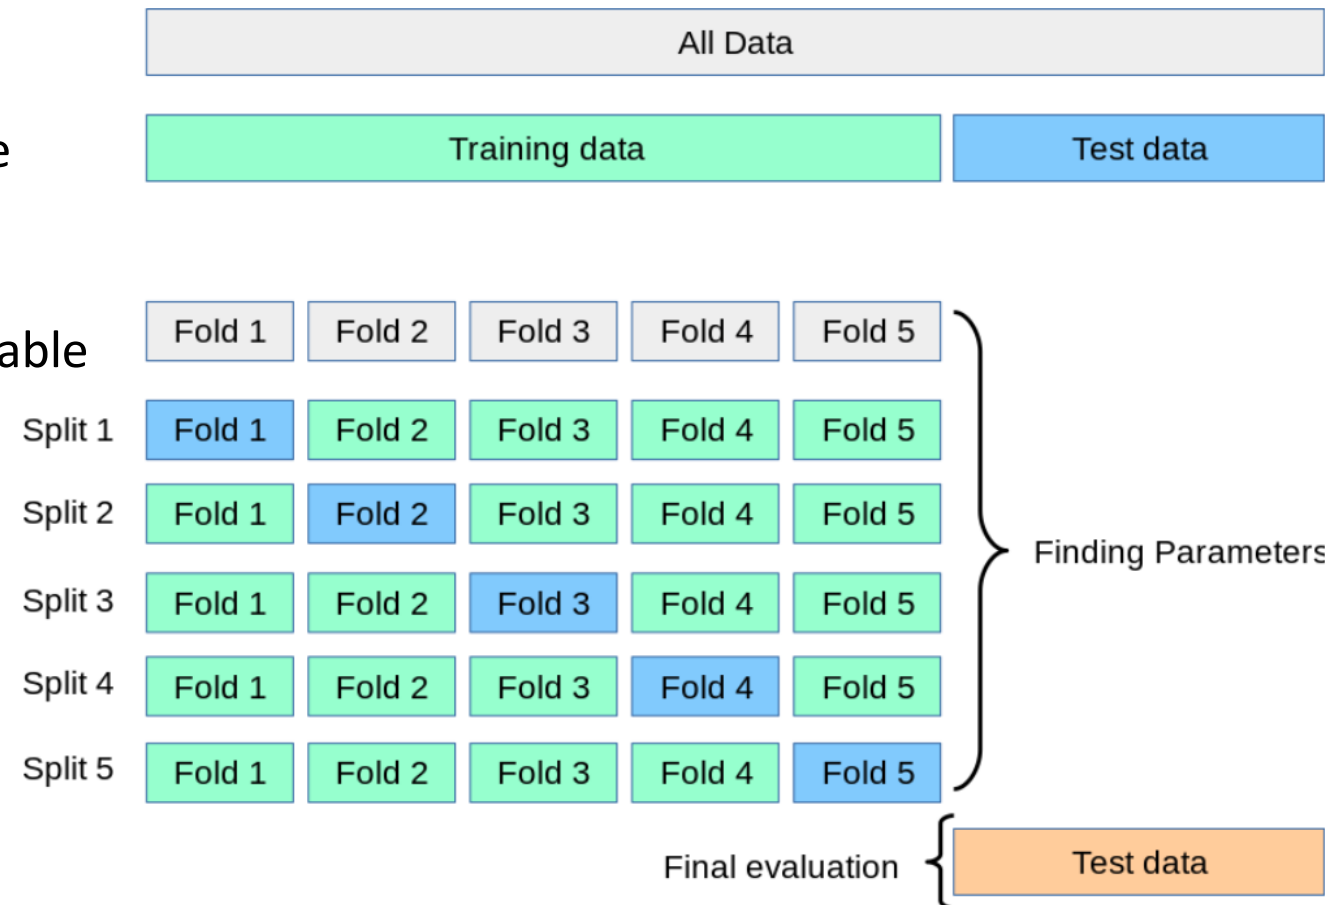 All Data
e
Training data Test data
able
Fold 1 Fold 2 Fold 3 Fold 4 Fold 5
Split 1 Fold 1 Fold 2 Fold 3 Fold 4 Fold 5
Split 2 Fold 1 Fold 2 Fold 3 Fold 4 Fold 5
Finding Parameters
Split 3 Fold 1 Fold 2 Fold 3 Fold 4 Fold 5
Split 4 Fold 1 Fold 2 Fold 3 Fold 4 Fold 5
Split 5 Fold 1 Fold 2 Fold 3 Fold 4 Fold 5
Final evaluation Test data